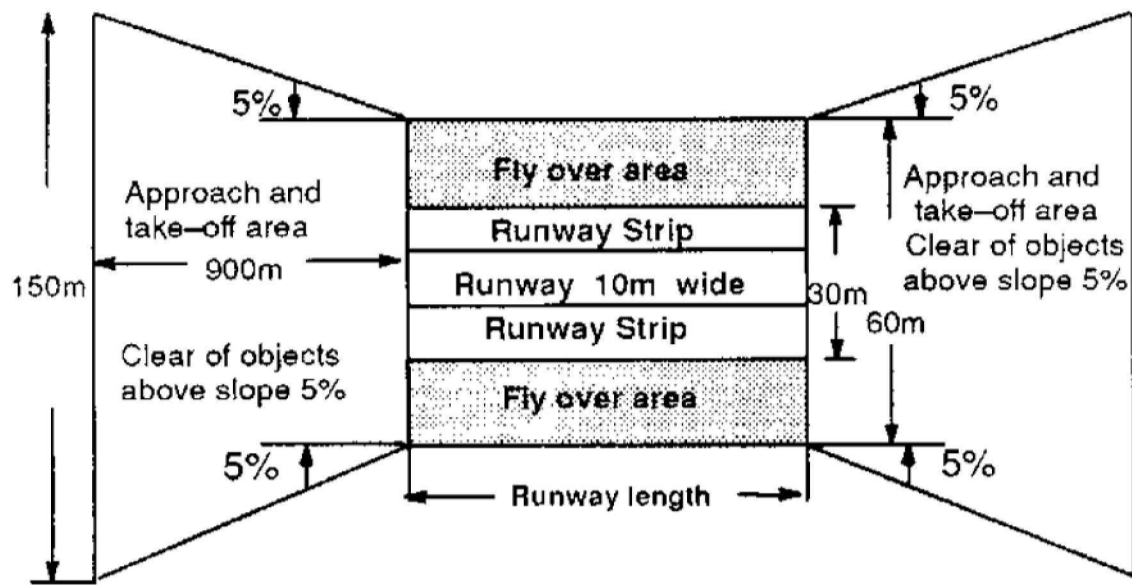 5%
5%
Fly over area
Approach and
take–off area
900m
150m
Clear of objects
above slope 5%
5%
Runway Strip
Runway 10m wide
Runway Strip
30m
60m
Fly over area
Runway length
Approach and
take–off area
Clear of objects
above slope 5%
5%